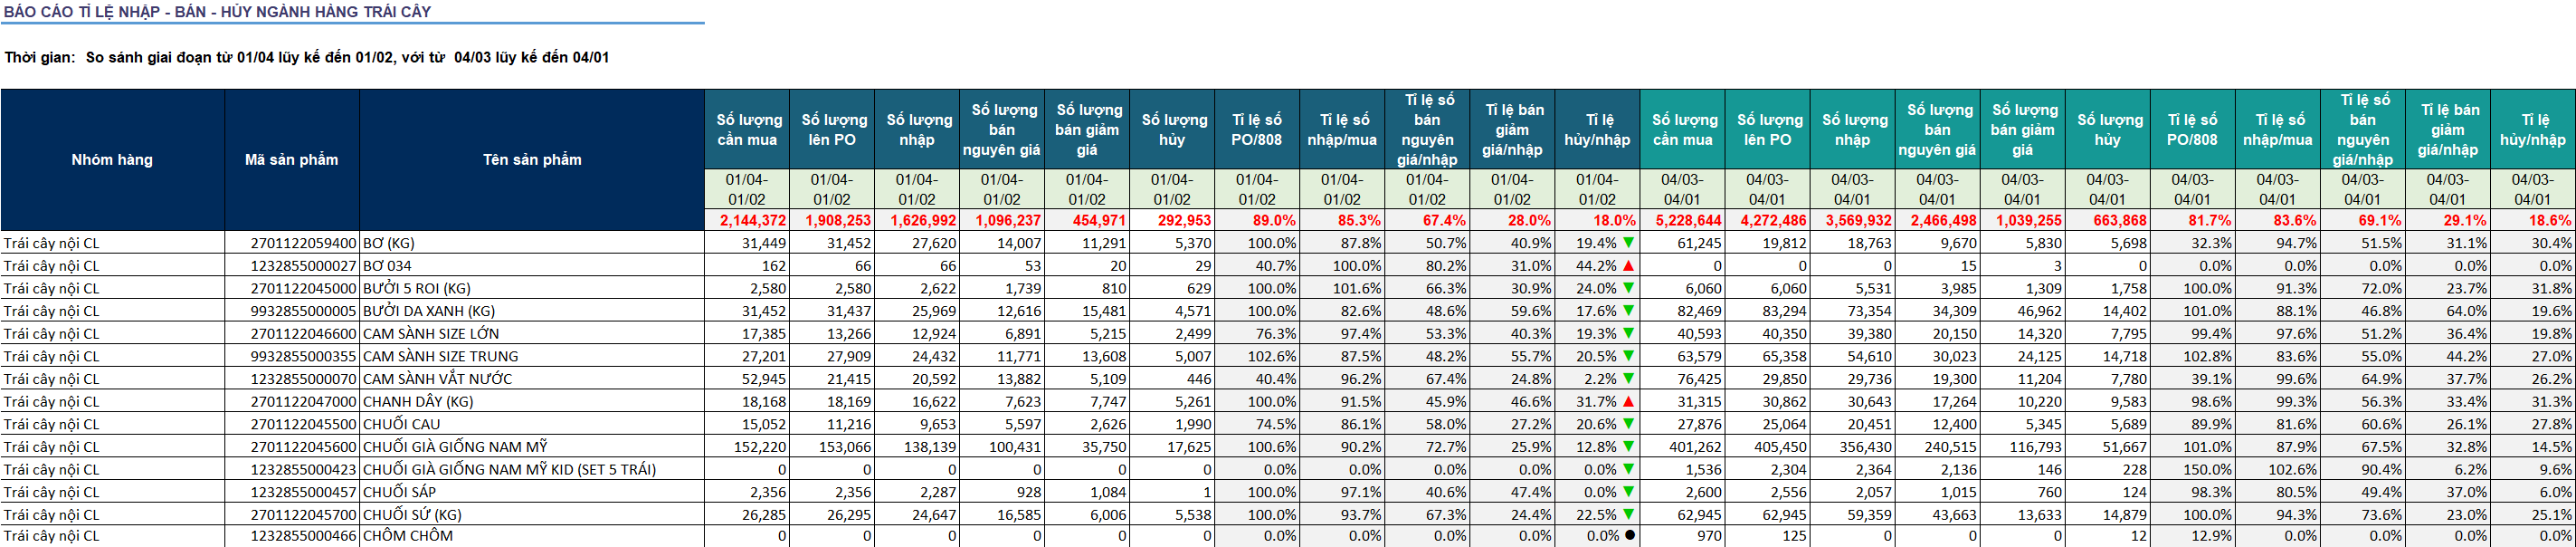 BÁO CÁO TỈ LỆ NHẬP - BÁN - HỦY NGÀNH HÀNG TRÁI CÂY
Thời gian: So sánh giai đoạn từ 01/04 lũy kế đến 01/02, với từ 04/03 lũy kế đến 04/01
Nhóm hàng Mã sản phẩm Tên sản phẩm Số lượng cần mua Số lượng lên PO Số lượng nhập Số lượng bán nguyên giá Số lượng bán giảm giá Số lượng hủy Tỉ lệ số PO/808 Tỉ lệ số nhập/mua Tỉ lệ số bán nguyên giá/nhập Tỉ lệ bán giảm giá/nhập Tỉ lệ hủy/nhập Số lượng cần mua Số lượng lên PO Số lượng nhập Số lượng bán nguyên giá Số lượng bán giảm giá Số lượng hủy Tỉ lệ số PO/808 Tỉ lệ số nhập/mua Tỉ lệ số bán nguyên giá/nhập Tỉ lệ bán giảm giá/nhập Tỉ lệ hủy/nhập
01/04-01/02 01/04-01/02 01/04-01/02 01/04-01/02 01/04-01/02 01/04-01/02 01/04-01/02 01/04-01/02 01/04-01/02 01/04-01/02 01/04-01/02 04/03-04/01 04/03-04/01 04/03-04/01 04/03-04/01 04/03-04/01 04/03-04/01 04/03-04/01 04/03-04/01 04/03-04/01 04/03-04/01 04/03-04/01
2,144,372 1,908,253 1,626,992 1,096,237 454,971 292,953 89.0% 85.3% 67.4% 28.0% 18.0% 5,228,644 4,272,486 3,569,932 2,466,498 1,039,255 663,868 81.7% 83.6% 69.1% 29.1% 18.6%
Trái cây nội CL 2701122059400 BƠ (KG) 31,449 31,452 27,620 14,007 11,291 5,370 100.0% 87.8% 50.7% 40.9% 19.4% ▼ 61,245 19,812 18,763 9,670 5,830 5,698 32.3% 94.7% 51.5% 31.1% 30.4%
Trái cây nội CL 1232855000027 BƠ 034 162 66 66 53 20 29 40.7% 100.0% 80.2% 31.0% 44.2% ▲ 0 0 0 15 3 0 0.0% 0.0% 0.0% 0.0% 0.0%
Trái cây nội CL 2701122045000 BƯỞI 5 ROI (KG) 2,580 2,580 2,622 1,739 810 629 100.0% 101.6% 66.3% 30.9% 24.0% ▼ 6,060 6,060 5,531 3,985 1,309 1,758 100.0% 91.3% 72.0% 23.7% 31.8%
Trái cây nội CL 9932855000005 BƯỞI DA XANH (KG) 31,452 31,437 25,969 12,616 15,481 4,571 100.0% 82.6% 48.6% 59.6% 17.6% ▼ 82,469 83,294 73,354 34,309 46,962 14,402 101.0% 88.1% 46.8% 64.0% 19.6%
Trái cây nội CL 2701122046600 CAM SÀNH SIZE LỚN 17,385 13,266 12,924 6,891 5,215 2,499 76.3% 97.4% 53.3% 40.3% 19.3% ▼ 40,593 40,350 39,380 20,150 14,320 7,795 99.4% 97.6% 51.2% 36.4% 19.8%
Trái cây nội CL 9932855000355 CAM SÀNH SIZE TRUNG 27,201 27,909 24,432 11,771 13,608 5,007 102.6% 87.5% 48.2% 55.7% 20.5% ▼ 63,579 65,358 54,610 30,023 24,125 14,718 102.8% 83.6% 55.0% 44.2% 27.0%
Trái cây nội CL 1232855000070 CAM SÀNH VẮT NƯỚC 52,945 21,415 20,592 13,882 5,109 446 40.4% 96.2% 67.4% 24.8% 2.2% ▼ 76,425 29,850 29,736 19,300 11,204 7,780 39.1% 99.6% 64.9% 37.7% 26.2%
Trái cây nội CL 2701122047000 CHANH DÂY (KG) 18,168 18,169 16,622 7,623 7,747 5,261 100.0% 91.5% 45.9% 46.6% 31.7% ▲ 31,315 30,862 30,643 17,264 10,220 9,583 98.6% 99.3% 56.3% 33.4% 31.3%
Trái cây nội CL 2701122045500 CHUỐI CAU 15,052 11,216 9,653 5,597 2,626 1,990 74.5% 86.1% 58.0% 27.2% 20.6% ▼ 27,876 25,064 20,451 12,400 5,345 5,689 89.9% 81.6% 60.6% 26.1% 27.8%
Trái cây nội CL 2701122045600 CHUỐI GIÀ GIỐNG NAM MỸ 152,220 153,066 138,139 100,431 35,750 17,625 100.6% 90.2% 72.7% 25.9% 12.8% ▼ 401,262 405,450 356,430 240,515 116,793 51,667 101.0% 87.9% 67.5% 32.8% 14.5%
Trái cây nội CL 1232855000423 CHUỐI GIÀ GIỐNG NAM MỸ KID (SET 5 TRÁI) 0 0 0 0 0 0 0.0% 0.0% 0.0% 0.0% 0.0% ▼ 1,536 2,304 2,364 2,136 146 228 150.0% 102.6% 90.4% 6.2% 9.6%
Trái cây nội CL 1232855000457 CHUỐI SÁP 2,356 2,356 2,287 928 1,084 1 100.0% 97.1% 40.6% 47.4% 0.0% ▼ 2,600 2,556 2,057 1,015 760 124 98.3% 80.5% 49.4% 37.0% 6.0%
Trái cây nội CL 2701122045700 CHUỐI SỨ (KG) 26,285 26,295 24,647 16,585 6,006 5,538 100.0% 93.7% 67.3% 24.4% 22.5% ▼ 62,945 62,945 59,359 43,663 13,633 14,879 100.0% 94.3% 73.6% 23.0% 25.1%
Trái cây nội CL 1232855000466 CHÔM CHÔM 0 0 0 0 0 0 0.0% 0.0% 0.0% 0.0% 0.0% ● 970 125 0 0 0 12 12.9% 0.0% 0.0% 0.0% 0.0%